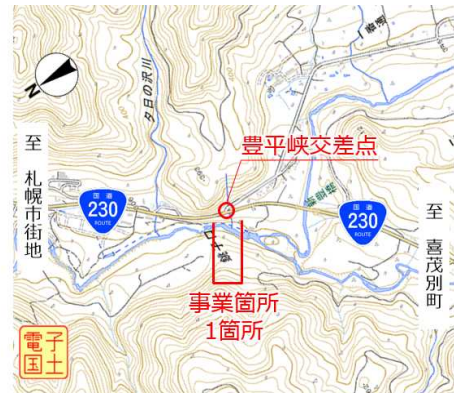 N
夕日の沢川
豊平峡交差点
至 札幌市街地
国道
230
ROUTE
国道
230
ROUTE
至 喜茂別町
事業箇所
1箇所
電子
国土